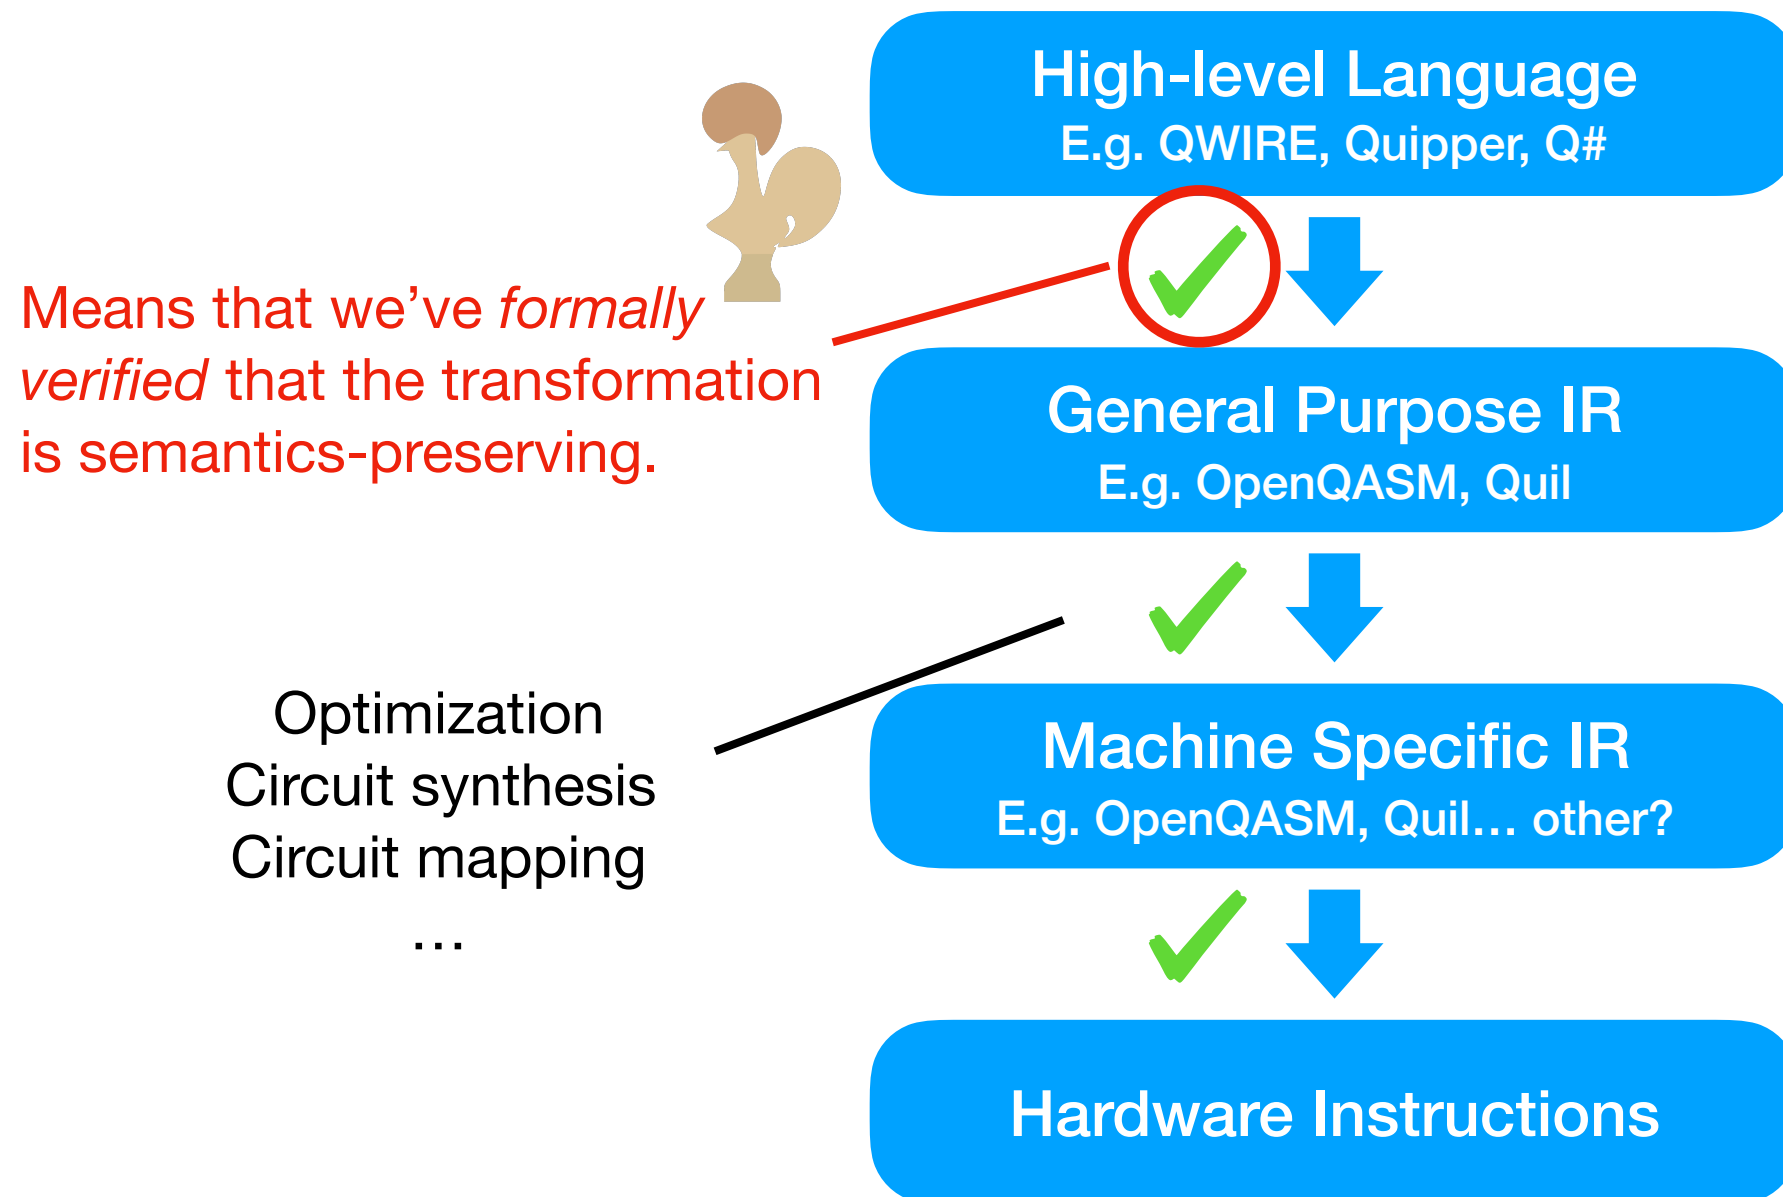 High-level Language
E.g. QWIRE, Quipper, Q#
Means that we’ve formally
verified that the transformation
is semantics-preserving.
General Purpose IR
E.g. OpenQASM, Quil
Optimization
Circuit synthesis
Circuit mapping
…
Machine Specific IR
E.g. OpenQASM, Quil… other?
Hardware Instructions